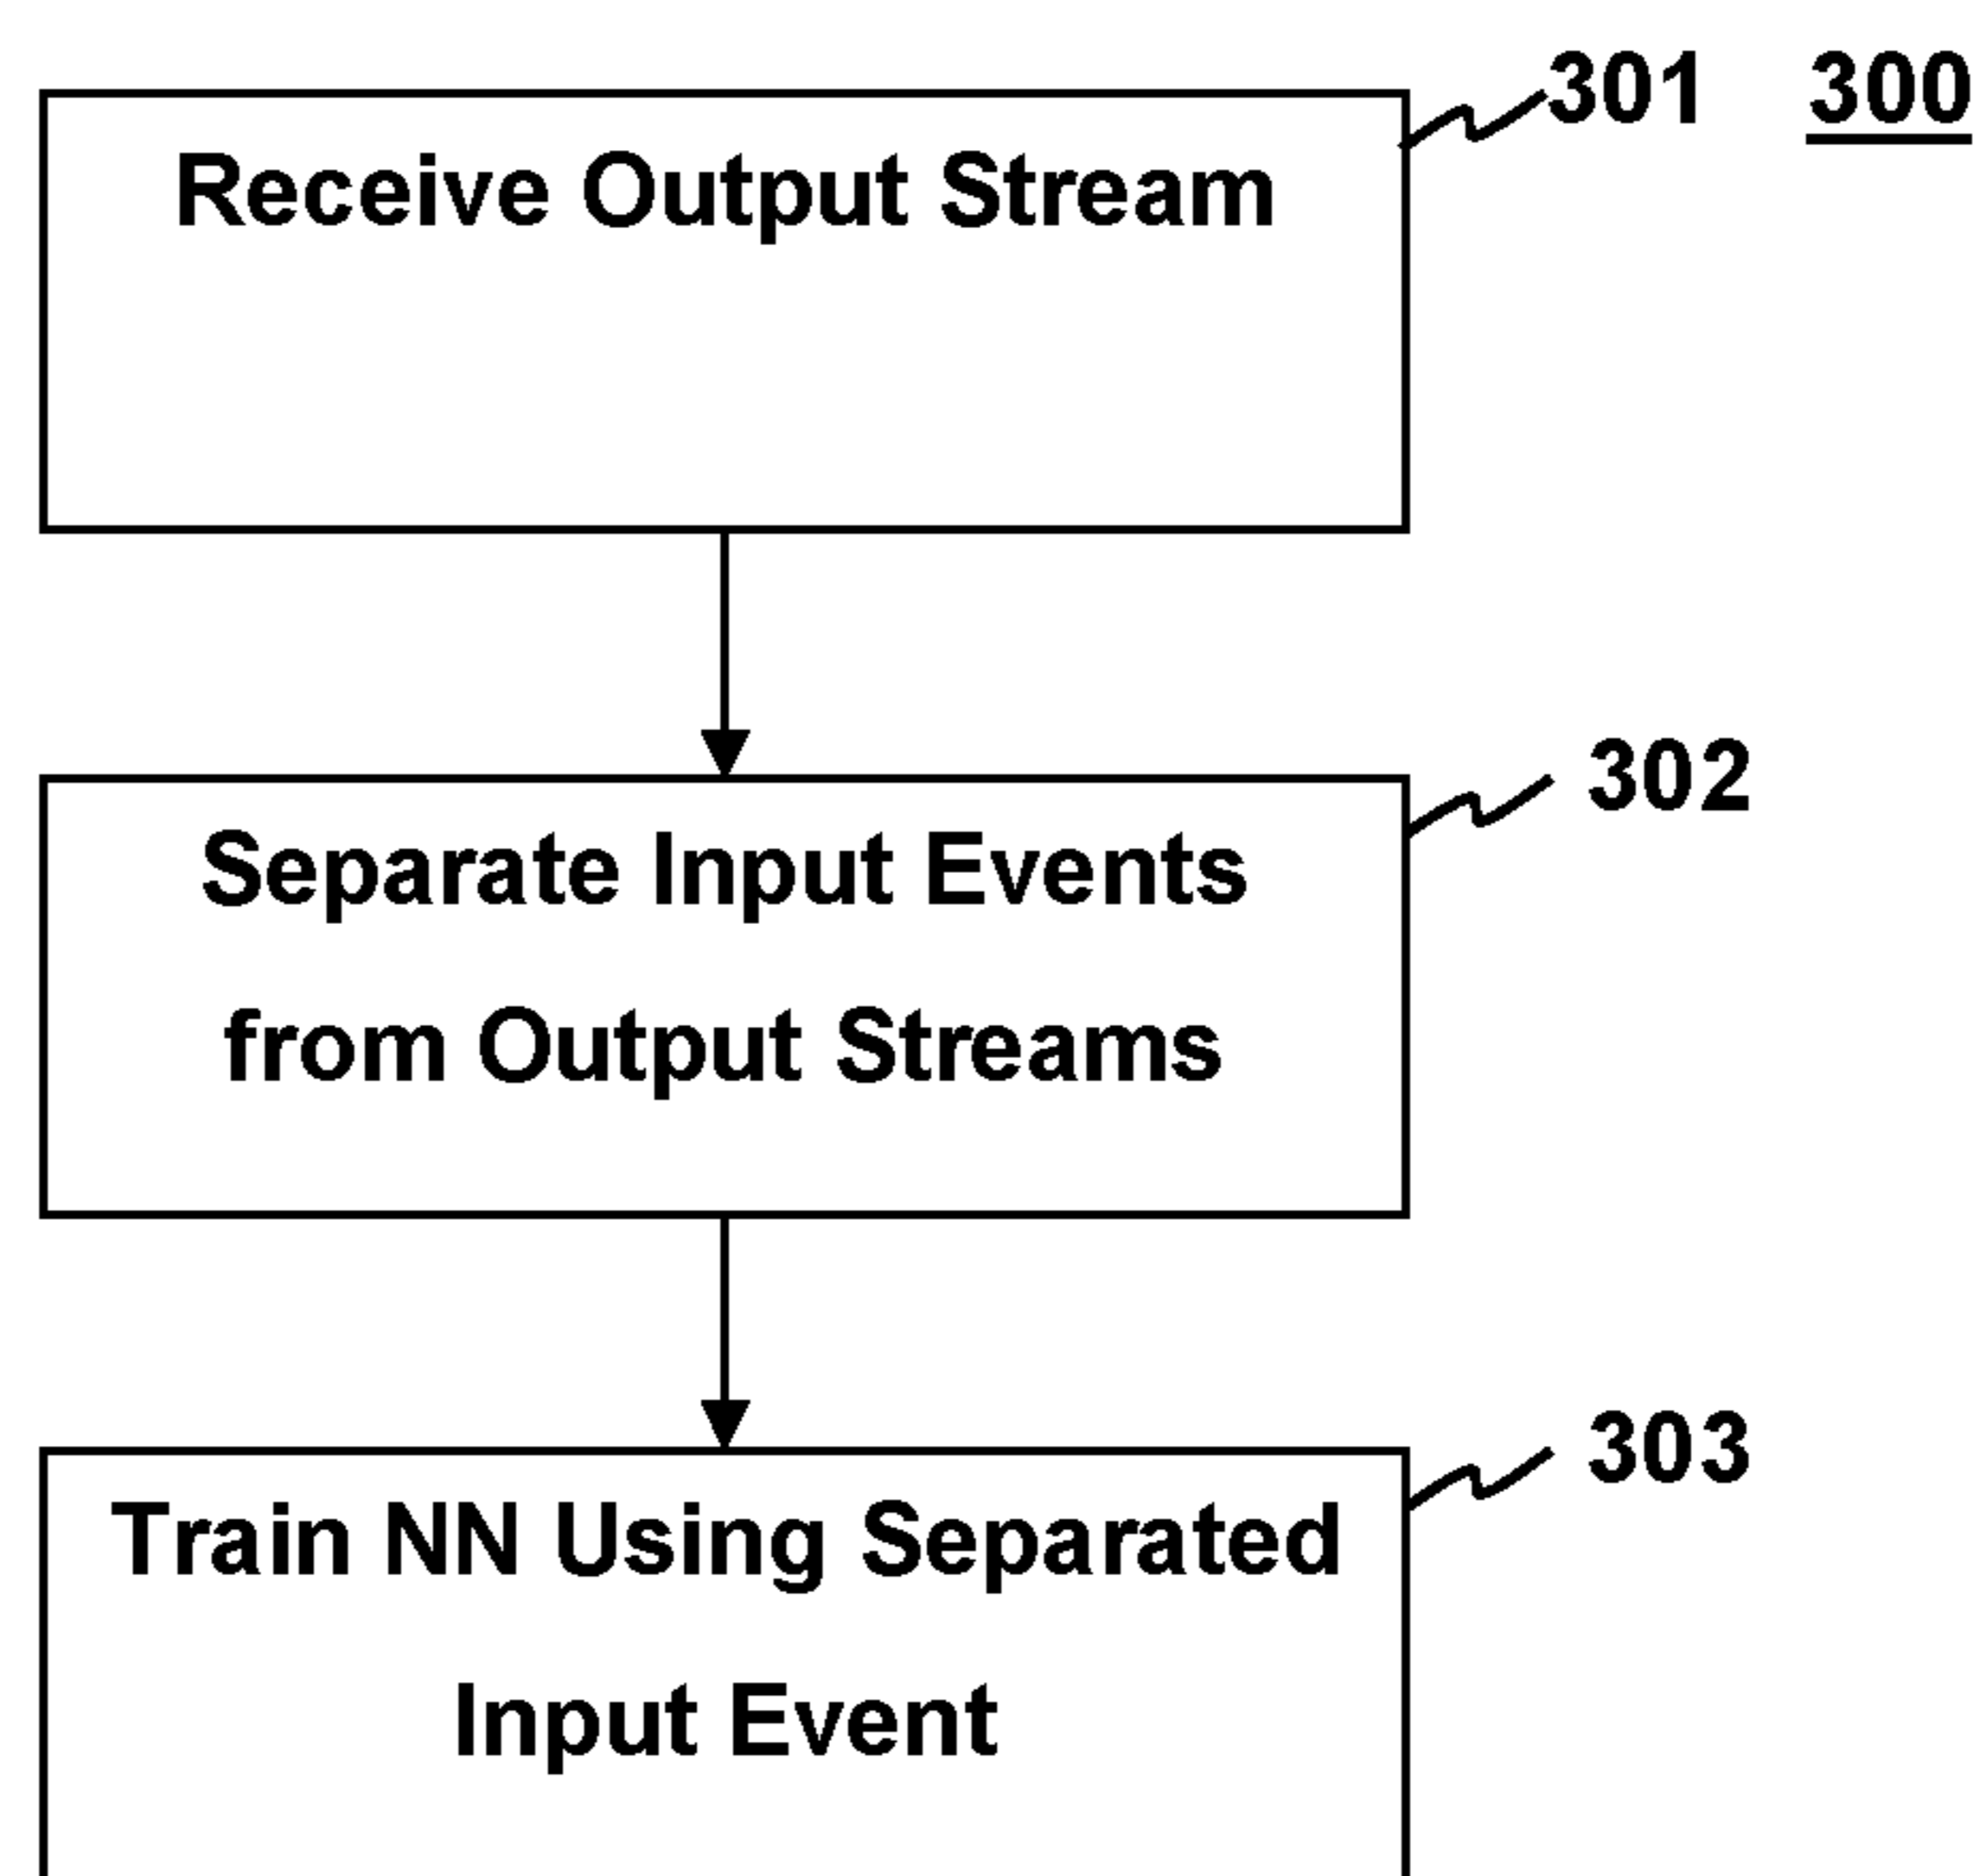 301 300
Receive Output Stream
302
Separate Input Events
from Output Streams
303
Train NN Using Separated
Input Event